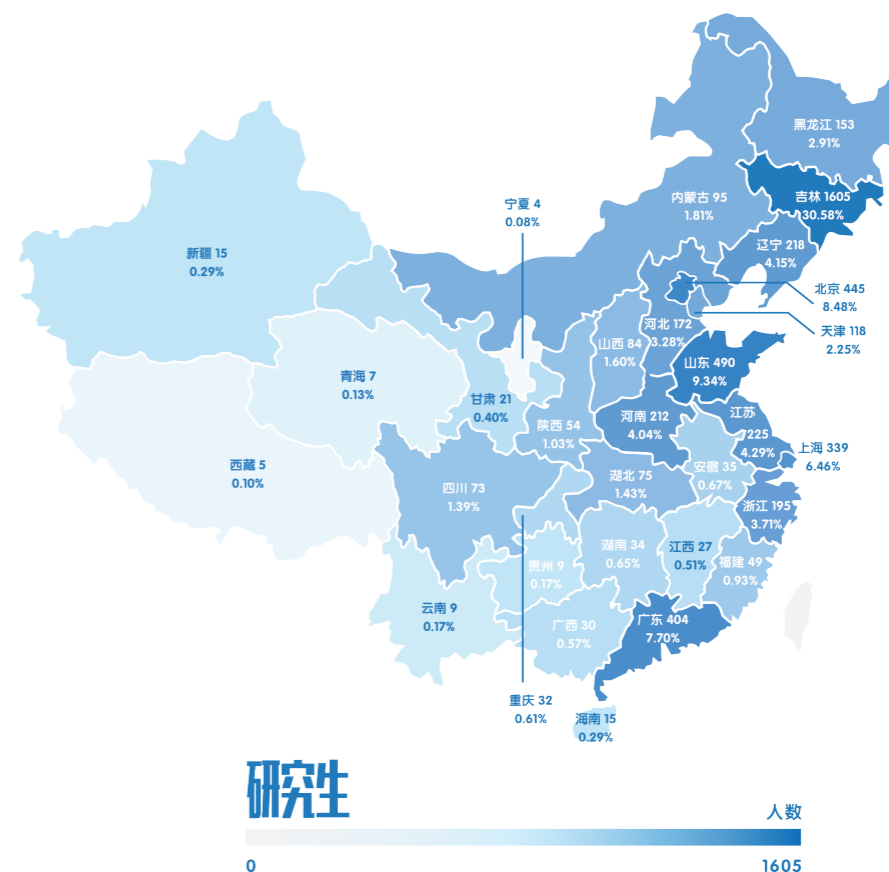 黑龙江 153
2.91%
内蒙古 95
1.81%
吉林 1605
30.58%
宁夏 4
0.08%
辽宁 218
4.15%
新疆 15
0.29%
北京 445
8.48%
天津 118
2.25%
河北 172
3.28%
山西 84
1.60%
山东 490
9.34%
青海 7
0.13%
甘肃 21
0.40%
河南 212
4.04%
江苏
225
4.29%
陕西 54
1.03%
上海 339
6.46%
西藏 5
0.10%
安徽 35
0.67%
湖北 75
1.43%
四川 73
1.39%
浙江 195
3.71%
湖南 34
0.65%
江西 27
0.51%
福建 49
0.93%
贵州 9
0.17%
云南 9
0.17%
广西 30
0.57%
广东 404
7.70%
重庆 32
0.61%
海南 15
0.29%
研究生
人数
0
1605